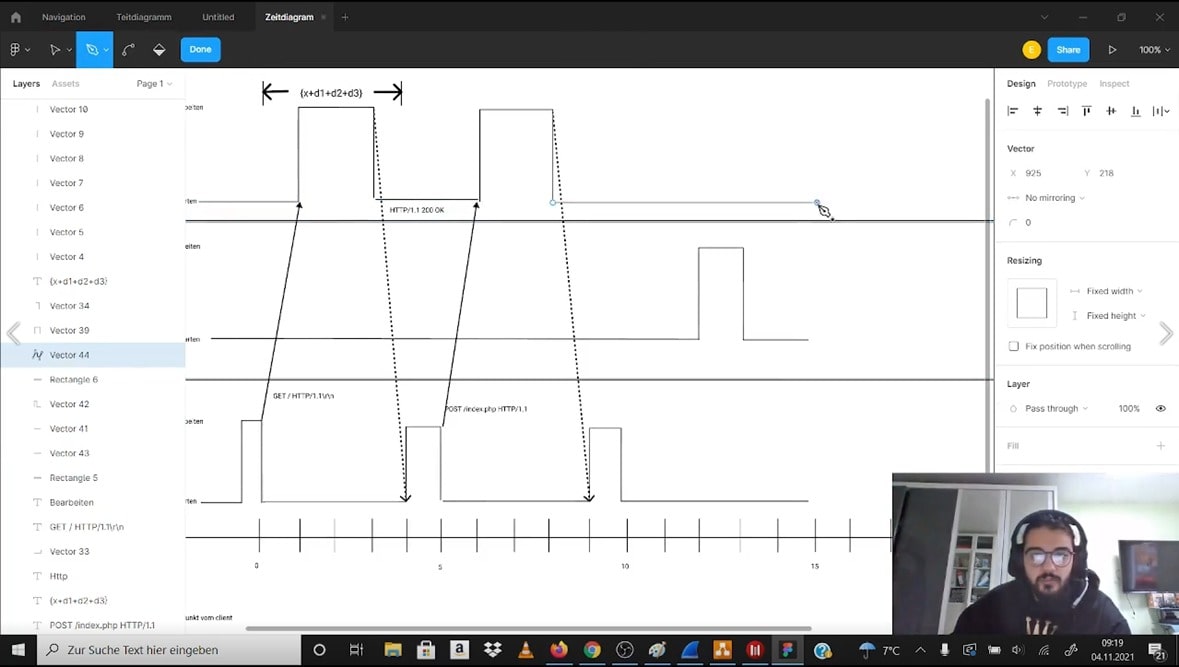 Navigation
Teitdiagramm
Untitled
Zeitdiagram
Done
E
Share
100%
Layers
Assets
Page 1
Vector 10
Vector 9
Vector 8
Vector 7
Vector 6
Vector 5
Vector 4
{x+d1+d2+d3}
Vector 34
Vector 39
Vector 44
Rectangle 6
Vector 42
Vector 41
Vector 43
Rectangle 5
Bearbeiten
GET / HTTP/1.1\r\n
Vector 33
Http
{x+d1+d2+d3}
POST /index.php HTTP/1.1
{x+d1+d2+d3}
beiten
rten
HTTP/1.1 200 OK
eiten
arten
GET / HTTP/1.1\r\n
POST /index.php HTTP/1.1
beiten
rten
0
5
10
15
unkt vom client
Design
Prototype
Inspect
Vector
X 925
Y 218
No mirroring
0
Resizing
Fixed width
Fixed height
Fix position when scrolling
Layer
Pass through
100%
Fill
Zur Suche Text hier eingeben
7°C
09:19
04.11.2021
21